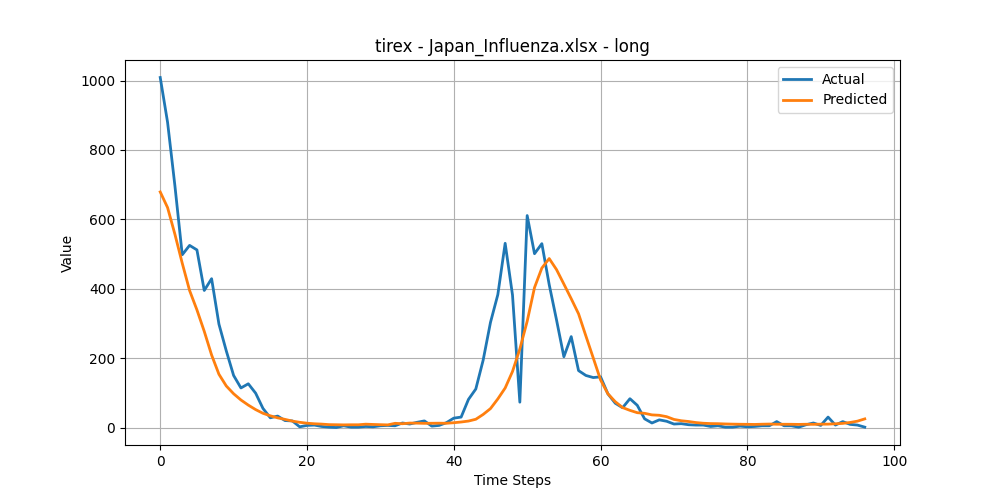 tirex - Japan_Influenza.xlsx - long
Actual
Predicted
1000
800
600
400
200
0
Value
0 20 40 60 80 100
Time Steps